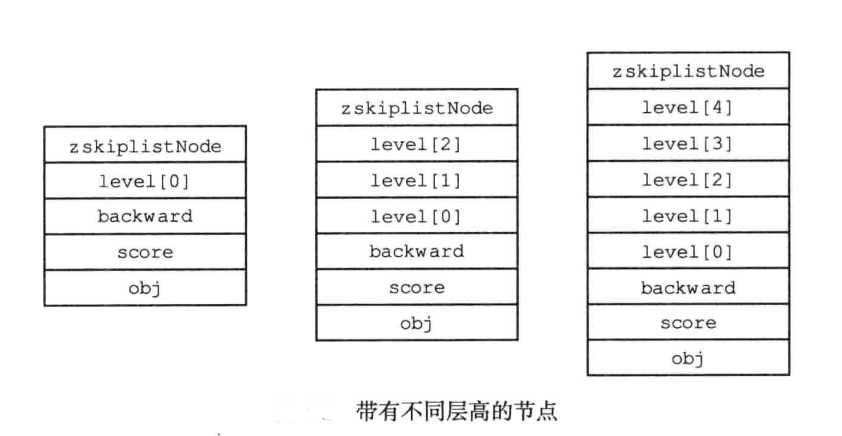 zskiplistNode
level[0]
backward
score
obj
zskiplistNode
level[2]
level[1]
level[0]
backward
score
obj
zskiplistNode
level[4]
level[3]
level[2]
level[1]
level[0]
backward
score
obj
带有不同层高的节点